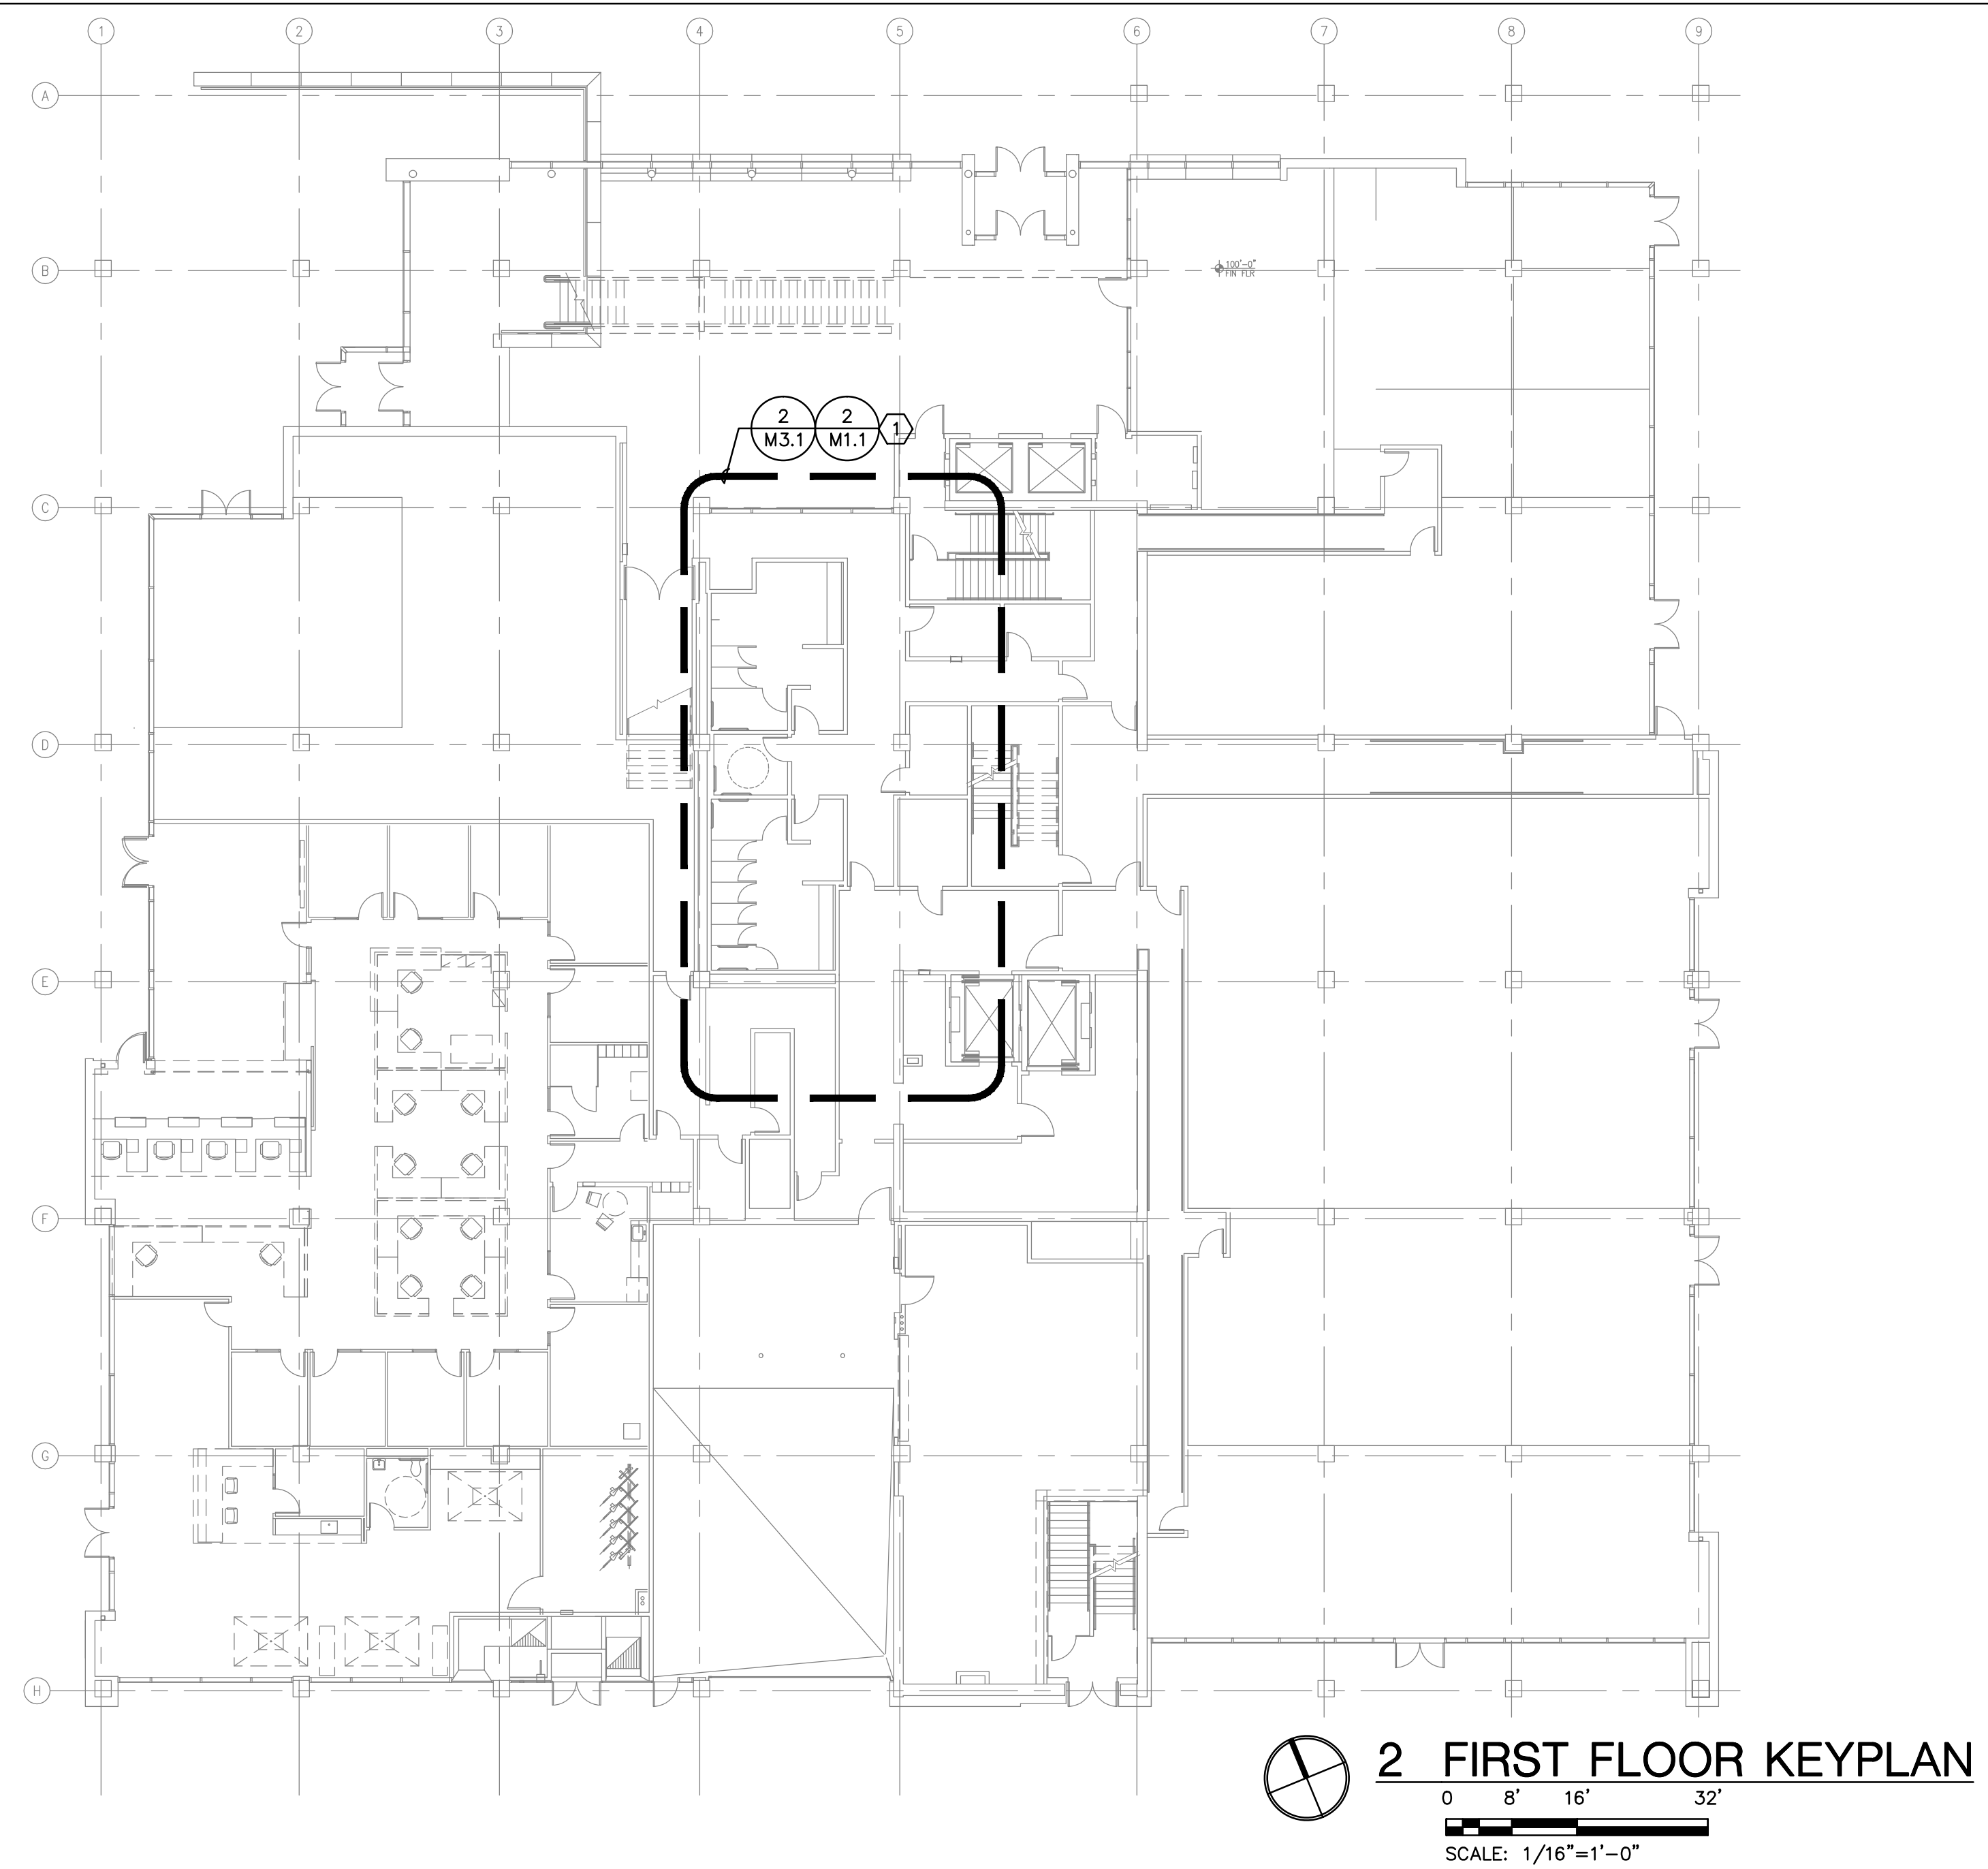 1 2 3 4 5 6 7 8 9
A
B
100'-0"
FIN FLR
2 2 1
M3.1 M1.1
C
D
E
F
G
H
2 FIRST FLOOR KEYPLAN
0 8' 16' 32'
SCALE: 1/16"=1'-0"